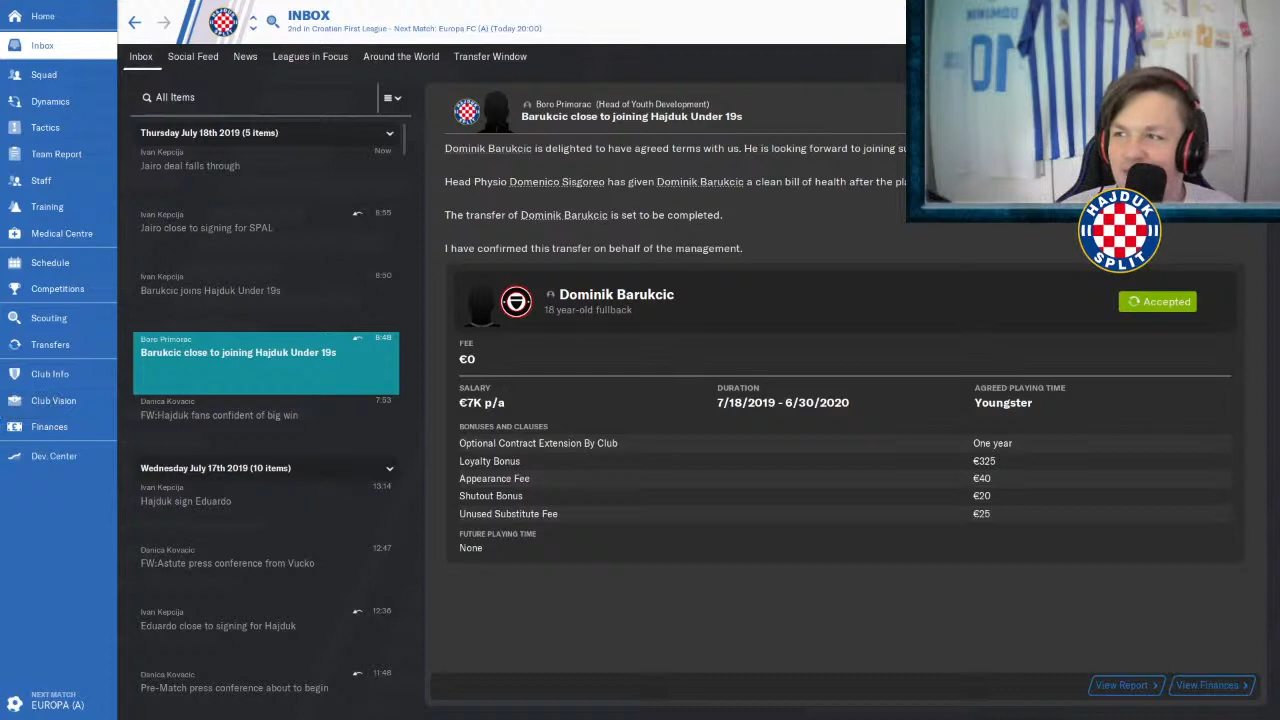 Home
Inbox
Squad
Dynamics
Tactics
Team Report
Staff
Training
Medical Centre
Schedule
Competitions
Scouting
Transfers
Club Info
Club Vision
Finances
Dev. Center
NEXT MATCH
EUROPA (A)
INBOX
2nd in Croatian First League - Next Match: Europa FC (A) (Today 20:00)
Inbox Social Feed News Leagues in Focus Around the World Transfer Window
All Items
Thursday July 18th 2019 (5 items)
Ivan Kepcija Now
Jairo deal falls through
Ivan Kepcija 8:55
Jairo close to signing for SPAL
Ivan Kepcija 8:50
Barukcic joins Hajduk Under 19s
Boro Primorac 8:48
Barukcic close to joining Hajduk Under 19s
Danica Kovacic 7:53
FW:Hajduk fans confident of big win
Wednesday July 17th 2019 (10 items)
Ivan Kepcija 13:14
Hajduk sign Eduardo
Danica Kovacic 12:47
FW:Astute press conference from Vucko
Ivan Kepcija 12:36
Eduardo close to signing for Hajduk
Danica Kovacic 11:48
Pre-Match press conference about to begin
Boro Primorac (Head of Youth Development)
Barukcic close to joining Hajduk Under 19s
Dominik Barukcic is delighted to have agreed terms with us. He is looking forward to joining
Head Physio Domenico Sisgoreo has given Dominik Barukcic a clean bill of health after the
The transfer of Dominik Barukcic is set to be completed.
I have confirmed this transfer on behalf of the management.
Dominik Barukcic
18 year-old fullback
Accepted
FEE
€0
SALARY DURATION AGREED PLAYING TIME
€7K p/a 7/18/2019 - 6/30/2020 Youngster
BONUSES AND CLAUSES
Optional Contract Extension By Club One year
Loyalty Bonus €325
Appearance Fee €40
Shutout Bonus €20
Unused Substitute Fee €25
FUTURE PLAYING TIME
None
View Report View Finances
HAJDUK
SPLIT
10